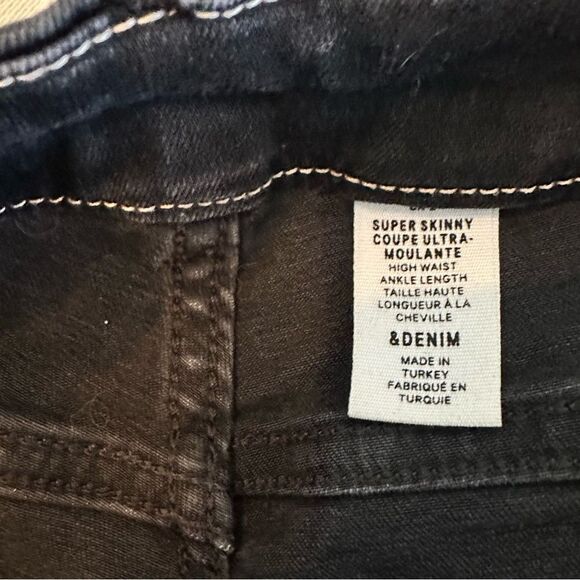 SUPER SKINNY
COUPE ULTRA-
MOULANTE
HIGH WAIST
ANKLE LENGTH
TAILLE HAUTE
LONGUEUR À LA
CHEVILLE
&DENIM
MADE IN
TURKEY
FABRIQUÉ EN
TURQUIE